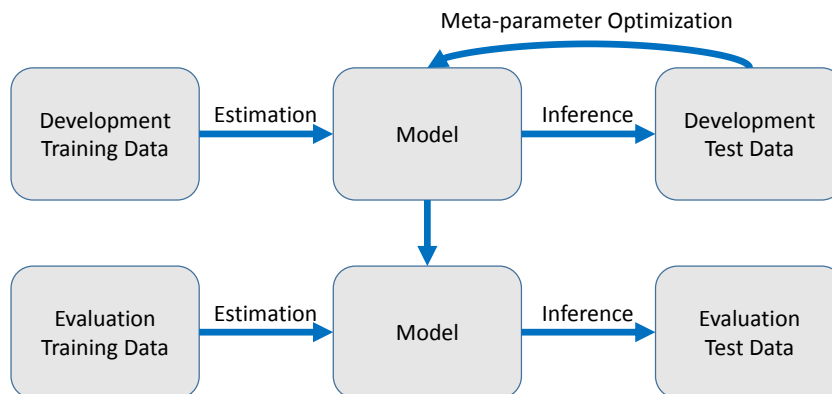 Meta-parameter Optimization
Development
Training Data
Estimation
Model
Inference
Development
Test Data
Evaluation
Training Data
Estimation
Model
Inference
Evaluation
Test Data